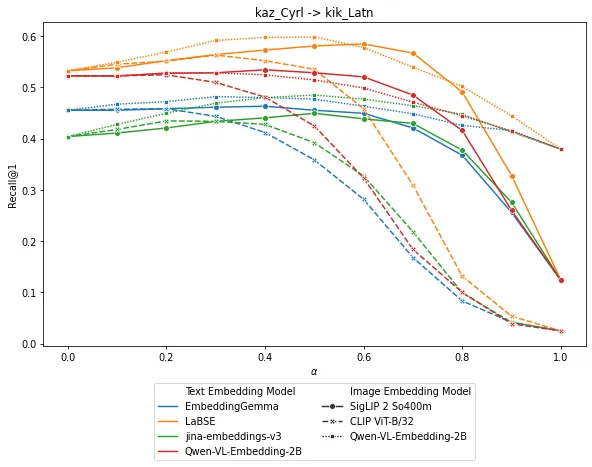 kaz_Cyrl -> kik_Latn
Recall@1
0.6
0.5
0.4
0.3
0.2
0.1
0.0
0.0 0.2 0.4 0.6 0.8 1.0
α
Text Embedding Model Image Embedding Model
EmbeddingGemma SigLIP 2 So400m
LaBSE CLIP ViT-B/32
jina-embeddings-v3 Qwen-VL-Embedding-2B
Qwen-VL-Embedding-2B